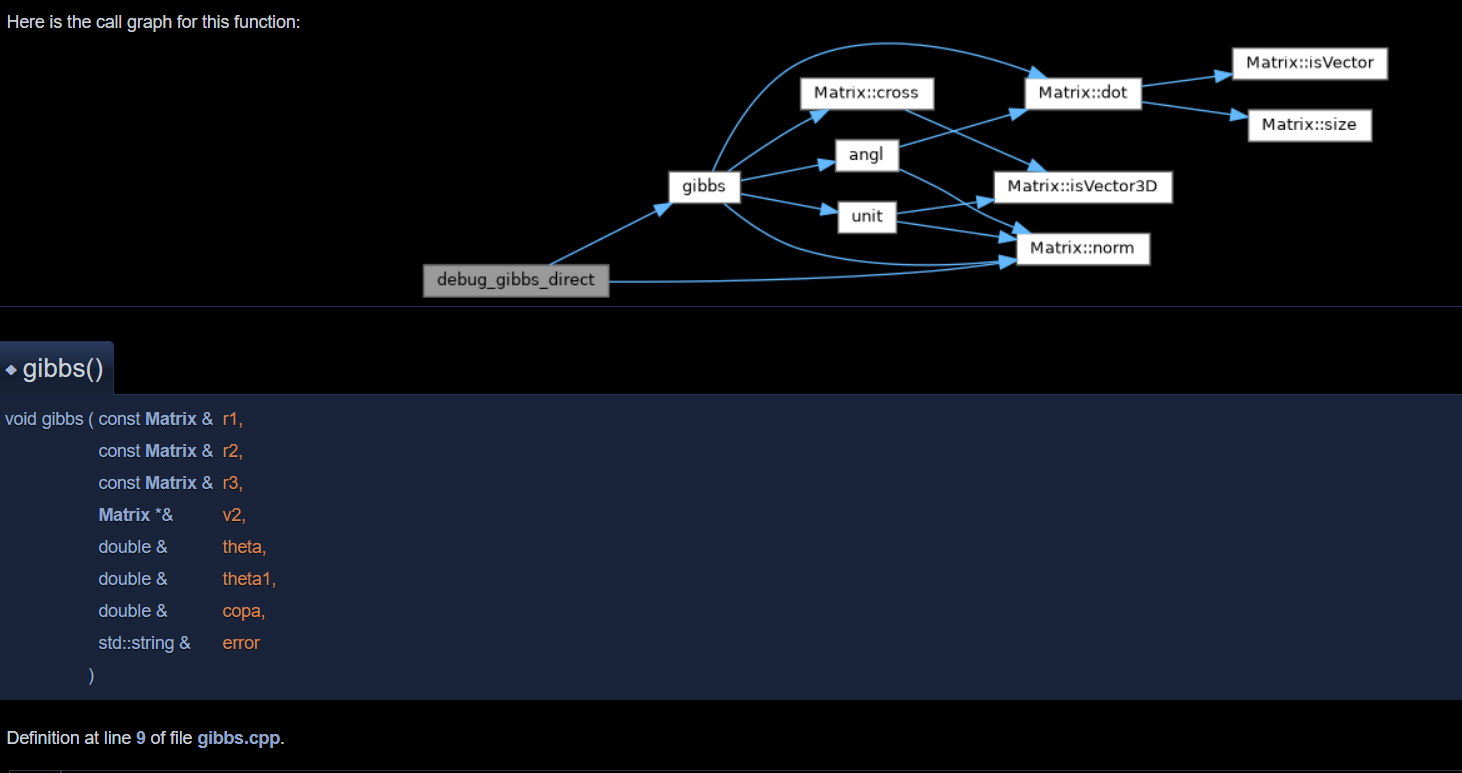 Here is the call graph for this function:
Matrix::isVector
Matrix::cross
Matrix::dot
Matrix::size
angl
gibbs
Matrix::isVector3D
unit
Matrix::norm
debug_gibbs_direct
◆ gibbs()
void gibbs ( const Matrix & r1,
const Matrix & r2,
const Matrix & r3,
Matrix *& v2,
double & theta,
double & theta1,
double & copa,
std::string & error
)
Definition at line 9 of file gibbs.cpp.